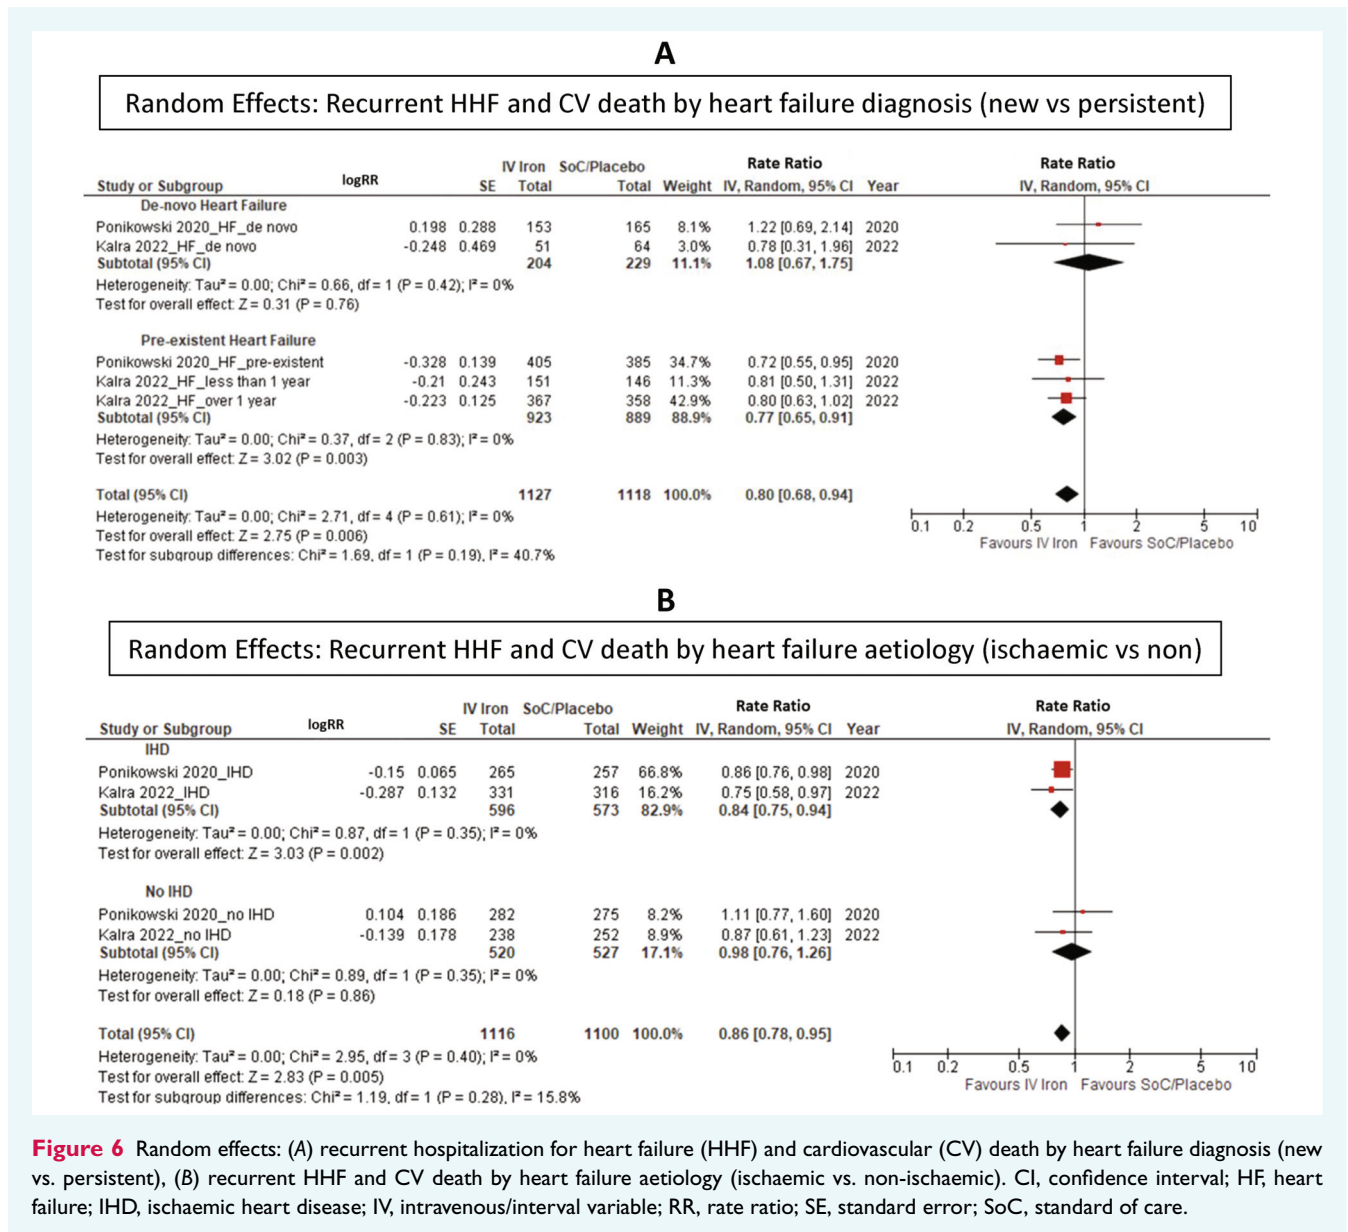 A
Random Effects: Recurrent HHF and CV death by heart failure diagnosis (new vs persistent)
IV Iron SoC/Placebo Rate Ratio Rate Ratio
Study or Subgroup logRR SE Total Total Weight IV, Random, 95% CI Year IV, Random, 95% CI
De-novo Heart Failure
Ponikowski 2020_HF_de novo 0.198 0.288 153 165 8.1% 1.22 [0.69, 2.14] 2020
Kalra 2022_HF_de novo -0.248 0.469 51 64 3.0% 0.78 [0.31, 1.96] 2022
Subtotal (95% CI) 204 229 11.1% 1.08 [0.67, 1.75]
Heterogeneity: Tau² = 0.00; Chi² = 0.66, df = 1 (P = 0.42); I² = 0%
Test for overall effect: Z = 0.31 (P = 0.76)
Pre-existent Heart Failure
Ponikowski 2020_HF_pre-existent -0.328 0.139 405 385 34.7% 0.72 [0.55, 0.95] 2020
Kalra 2022_HF_less than 1 year -0.21 0.243 151 146 11.3% 0.81 [0.50, 1.31] 2022
Kalra 2022_HF_over 1 year -0.223 0.125 367 358 42.9% 0.80 [0.63, 1.02] 2022
Subtotal (95% CI) 923 889 88.9% 0.77 [0.65, 0.91]
Heterogeneity: Tau² = 0.00; Chi² = 0.37, df = 2 (P = 0.83); I² = 0%
Test for overall effect: Z = 3.02 (P = 0.003)
Total (95% CI) 1127 1118 100.0% 0.80 [0.68, 0.94]
Heterogeneity: Tau² = 0.00; Chi² = 2.71, df = 4 (P = 0.61); I² = 0%
Test for overall effect: Z = 2.75 (P = 0.006)
Test for subgroup differences: Chi² = 1.69, df = 1 (P = 0.19), I² = 40.7%
0.1 0.2 0.5 1 2 5 10
Favours IV Iron Favours SoC/Placebo
B
Random Effects: Recurrent HHF and CV death by heart failure aetiology (ischaemic vs non)
IV Iron SoC/Placebo Rate Ratio Rate Ratio
Study or Subgroup logRR SE Total Total Weight IV, Random, 95% CI Year IV, Random, 95% CI
IHD
Ponikowski 2020_IHD -0.15 0.065 265 257 66.8% 0.86 [0.76, 0.98] 2020
Kalra 2022_IHD -0.287 0.132 331 316 16.2% 0.75 [0.58, 0.97] 2022
Subtotal (95% CI) 596 573 82.9% 0.84 [0.75, 0.94]
Heterogeneity: Tau² = 0.00; Chi² = 0.87, df = 1 (P = 0.35); I² = 0%
Test for overall effect: Z = 3.03 (P = 0.002)
No IHD
Ponikowski 2020_no IHD 0.104 0.186 282 275 8.2% 1.11 [0.77, 1.60] 2020
Kalra 2022_no IHD -0.139 0.178 238 252 8.9% 0.87 [0.61, 1.23] 2022
Subtotal (95% CI) 520 527 17.1% 0.98 [0.76, 1.26]
Heterogeneity: Tau² = 0.00; Chi² = 0.89, df = 1 (P = 0.35); I² = 0%
Test for overall effect: Z = 0.18 (P = 0.86)
Total (95% CI) 1116 1100 100.0% 0.86 [0.78, 0.95]
Heterogeneity: Tau² = 0.00; Chi² = 2.95, df = 3 (P = 0.40); I² = 0%
Test for overall effect: Z = 2.83 (P = 0.005)
Test for subgroup differences: Chi² = 1.19, df = 1 (P = 0.28), I² = 15.8%
0.1 0.2 0.5 1 2 5 10
Favours IV Iron Favours SoC/Placebo
Figure 6 Random effects: (A) recurrent hospitalization for heart failure (HHF) and cardiovascular (CV) death by heart failure diagnosis (new
vs. persistent), (B) recurrent HHF and CV death by heart failure aetiology (ischaemic vs. non-ischaemic). CI, confidence interval; HF, heart
failure; IHD, ischaemic heart disease; IV, intravenous/interval variable; RR, rate ratio; SE, standard error; SoC, standard of care.